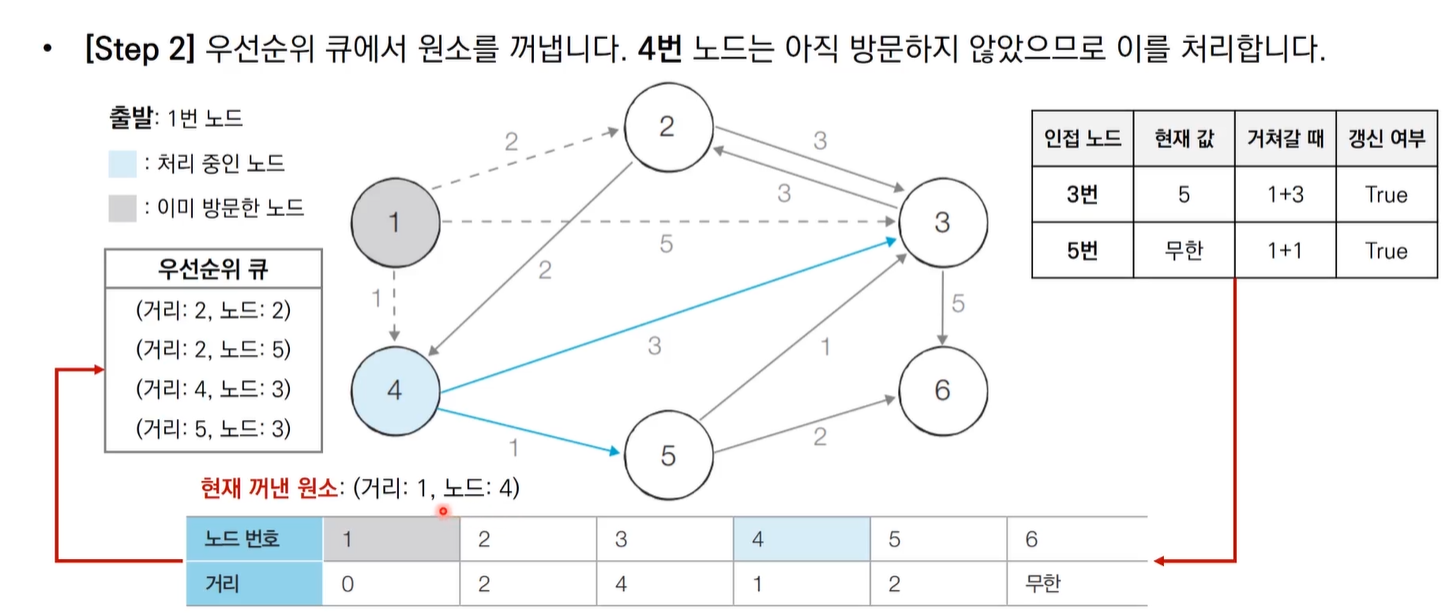 • [Step 2] 우선순위 큐에서 원소를 꺼냅니다. 4번 노드는 아직 방문하지 않았으므로 이를 처리합니다.
출발: 1번 노드
: 처리 중인 노드
: 이미 방문한 노드
우선순위 큐
(거리: 2, 노드: 2)
(거리: 2, 노드: 5)
(거리: 4, 노드: 3)
(거리: 5, 노드: 3)
2
2
3
3
1
5
3
2
1
5
3
1
4
6
1
2
5
인접 노드 현재 값 거쳐갈 때 갱신 여부
3번 5 1+3 True
5번 무한 1+1 True
현재 꺼낸 원소: (거리: 1, 노드: 4)
노드 번호 1 2 3 4 5 6
거리 0 2 4 1 2 무한